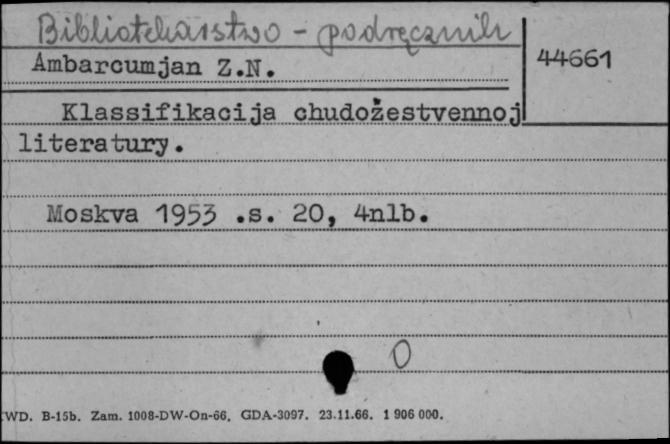 Bibliotekarstwo - podręcznik
44661
Ambarcumjan Z.N.
Klassifikacija chudožestvennoj
literatury.
Moskva 1953 .s. 20, 4nlb.
0
WD. B-15b. Zam. 1008-DW-On-66. GDA-3097. 23.11.66. 1 906 000.